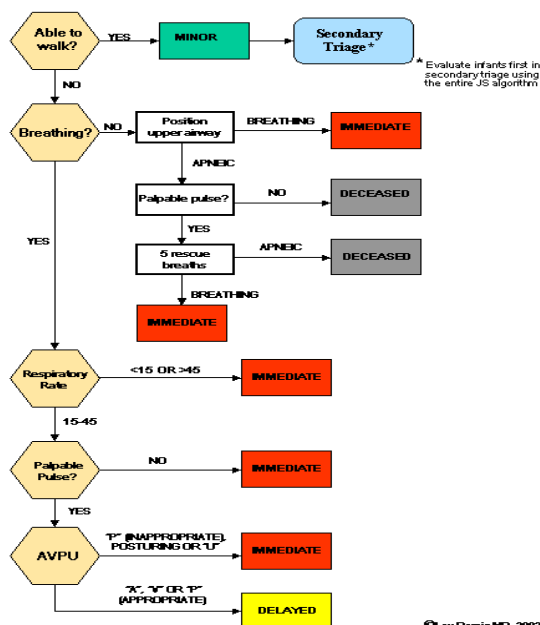 Able to
walk?
YES
MINOR
Secondary
Triage*
* Evaluate infants first in
secondary triage using
the entire JS algorithm
NO
Breathing?
NO
Position
upper airway
BREATHING
IMMEDIATE
APNEIC
Palpable pulse?
NO
DECEASED
YES
5 rescue
breaths
APNEIC
DECEASED
BREATHING
IMMEDIATE
YES
Respiratory
Rate
<15 OR >45
IMMEDIATE
15-45
Palpable
Pulse?
NO
IMMEDIATE
YES
AVPU
"P" (INAPPROPRIATE),
POSTURING OR "U"
IMMEDIATE
"A", "V" OR "P"
(APPROPRIATE)
DELAYED